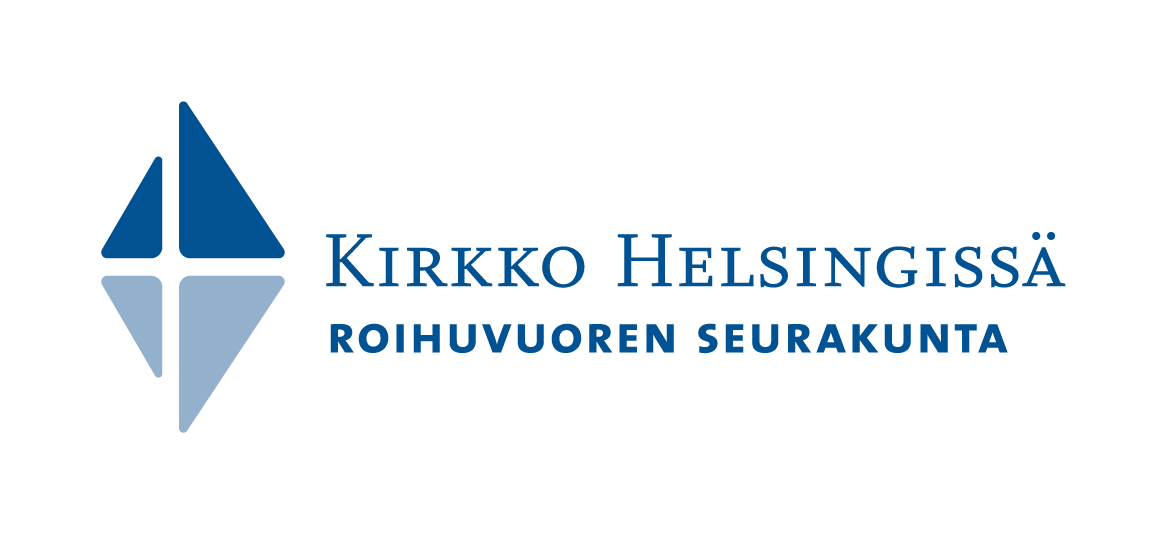 Kirkko Helsingissä
ROIHUVUOREN SEURAKUNTA